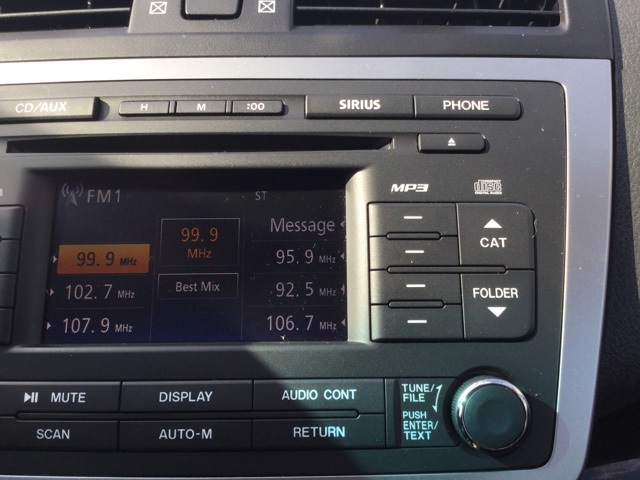 CD/AUX H M :00 SIRIUS PHONE
FM1 ST MP3
Message
99.9 MHz 99.9 MHz 95.9 MHz CAT
102.7 MHz Best Mix 92.5 MHz FOLDER
107.9 MHz 106.7 MHz
MUTE DISPLAY AUDIO CONT TUNE/ FILE
SCAN AUTO-M RETURN PUSH ENTER/ TEXT